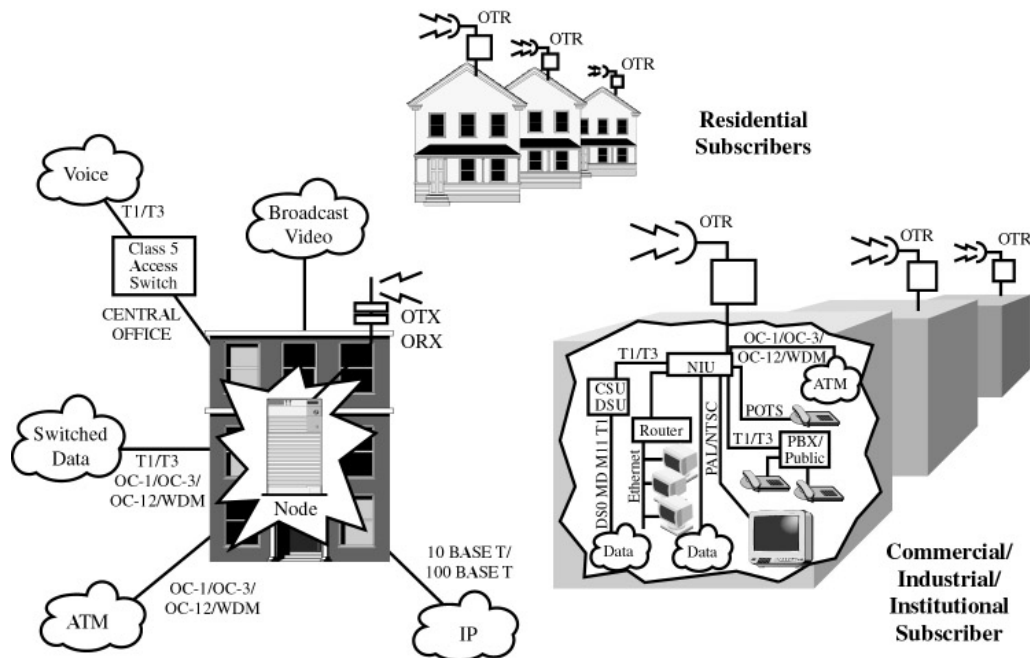 OTR
OTR
OTR
Residential
Subscribers
Voice
T1/T3
Class 5
Access
Switch
CENTRAL
OFFICE
Broadcast
Video
OTX
ORX
Switched
Data
T1/T3
OC-1/OC-3/
OC-12/WDM
Node
ATM
OC-1/OC-3/
OC-12/WDM
10 BASE T/
100 BASE T
IP
OTR
OTR
OTR
OC-1/OC-3/
OC-12/WDM
T1/T3
NIU
ATM
CSU
DSU
POTS
Router
PAL/NTSC
T1/T3
PBX/
Public
DS0 MD M11 T1
Ethernet
Data
Data
Commercial/
Industrial/
Institutional
Subscriber